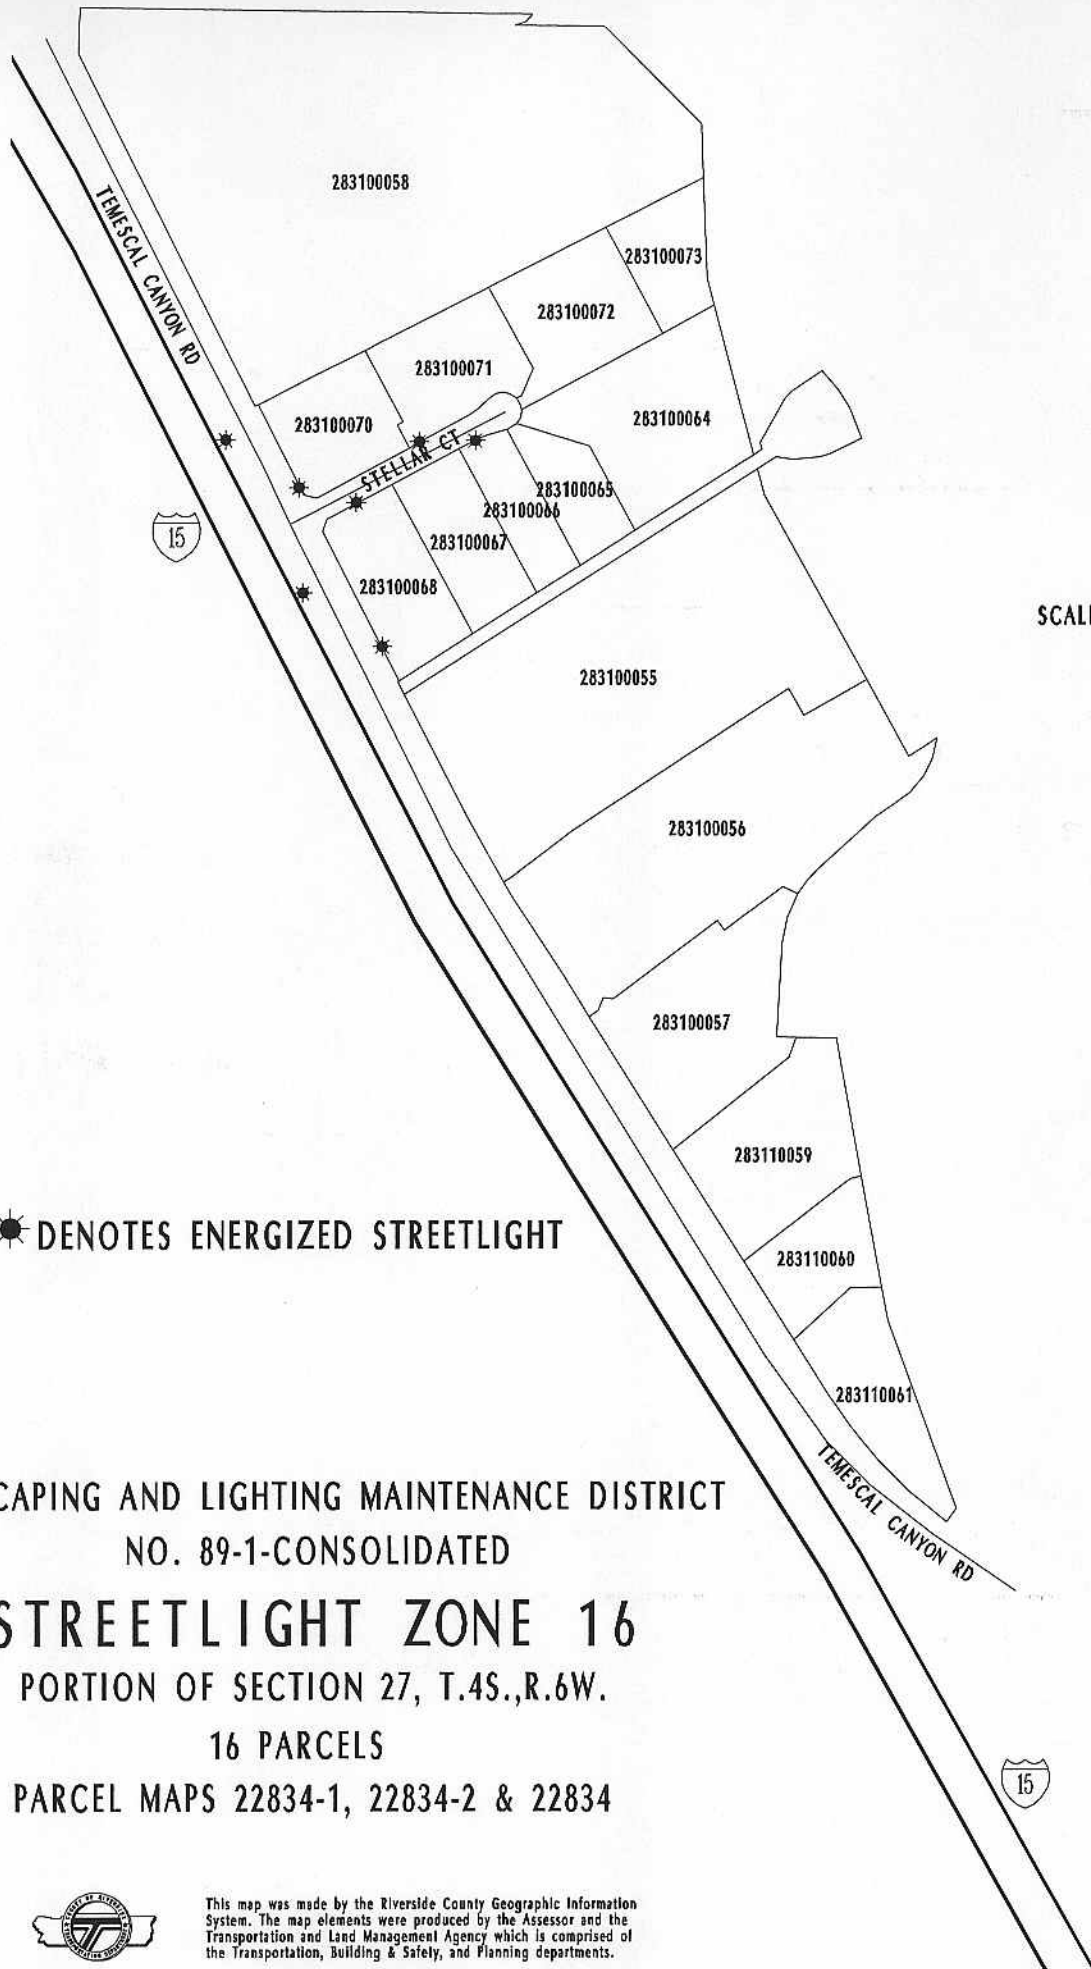 283100058
TEMESCAL CANYON RD
283100073
283100072
283100071
283100064
283100070
STELLAR CT
283100065
283100066
15
283100067
283100068
283100055
283100056
283100057
283110059
283110060
283110061
TEMESCAL CANYON RD
DENOTES ENERGIZED STREETLIGHT
CAPING AND LIGHTING MAINTENANCE DISTRICT
NO. 89-1-CONSOLIDATED
STREETLIGHT ZONE 16
PORTION OF SECTION 27, T.4S.,R.6W.
16 PARCELS
PARCEL MAPS 22834-1, 22834-2 & 22834
15
This map was made by the Riverside County Geographic Information
System. The map elements were produced by the Assessor and the
Transportation and Land Management Agency which is comprised of
the Transportation, Building & Safety, and Planning departments.